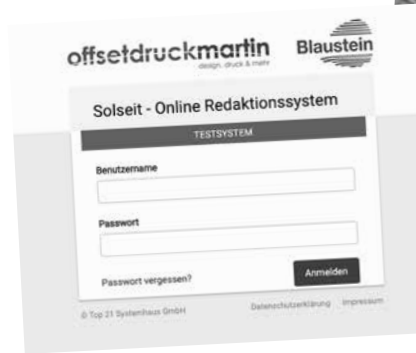 offsetdruckmartin
design, druck & mehr
Blaustein
Solseit - Online Redaktionssystem
TESTSYSTEM
Benutzername
Passwort
Passwort vergessen?
Anmelden
© Top 21 Systemhaus GmbH
Datenschutzerklärung
Impressum